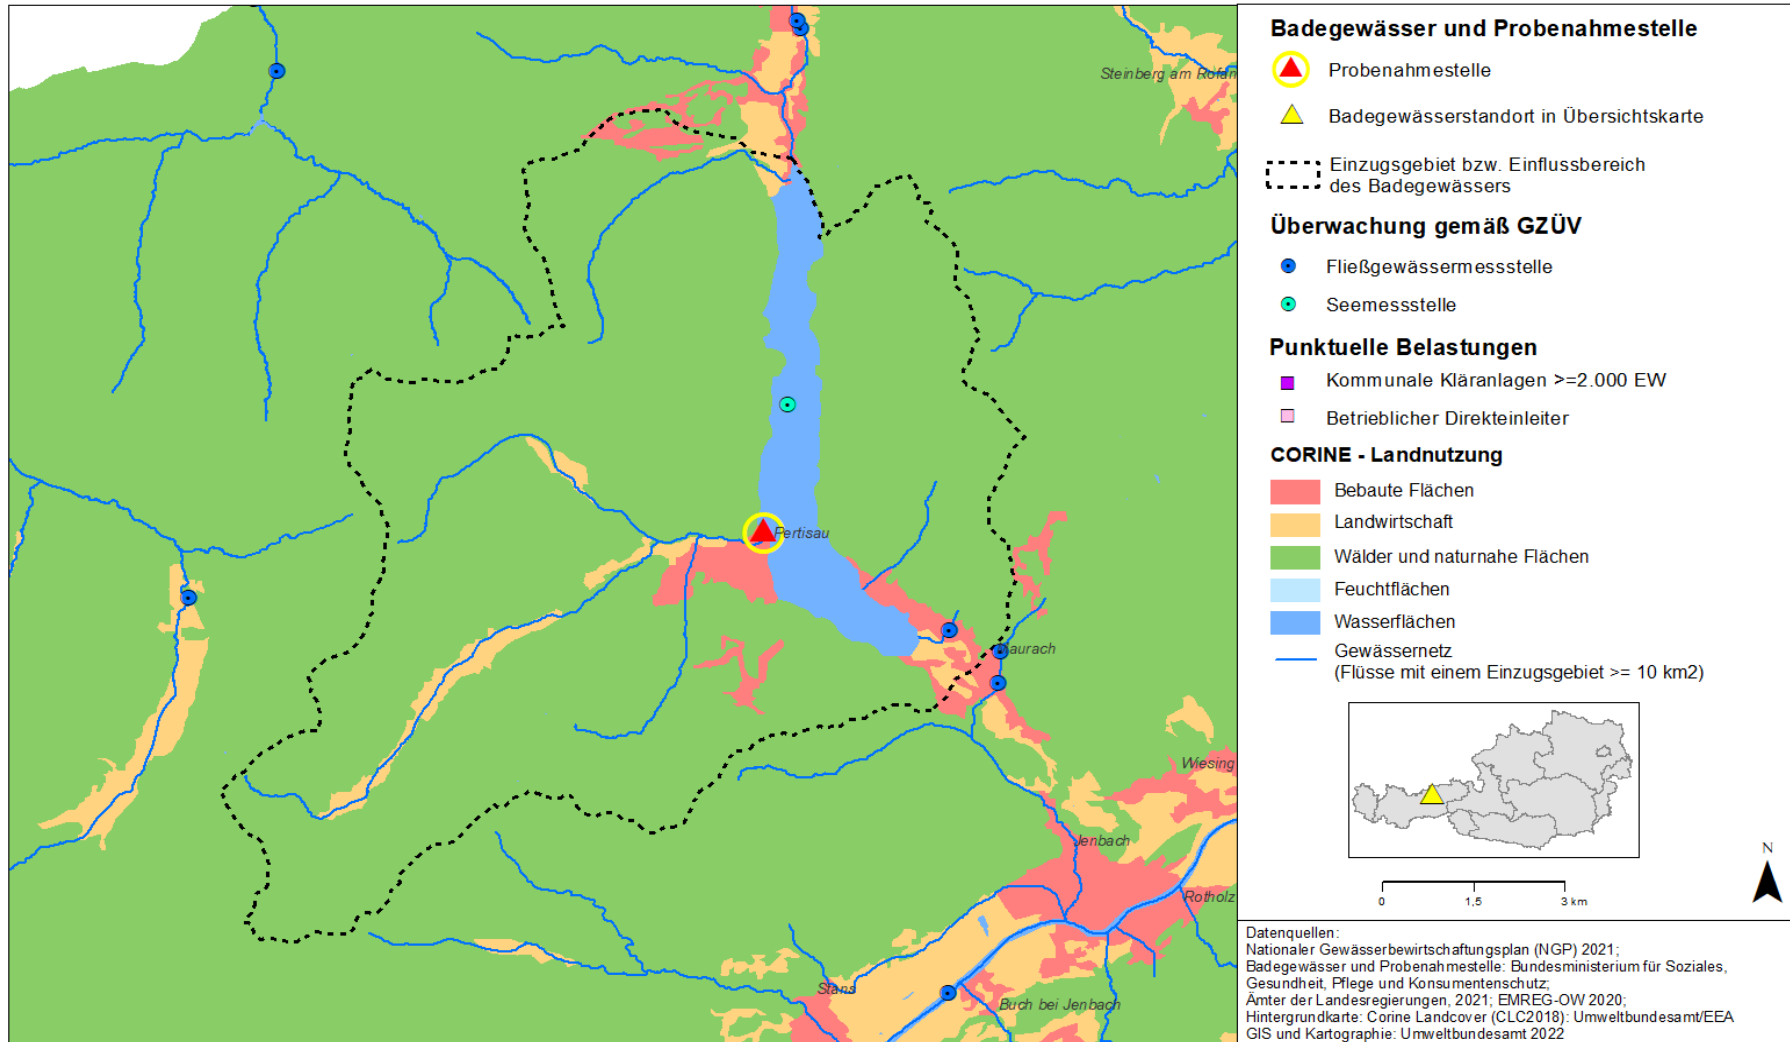 Steinberg am Rofan
Pertisau
aurach
Wiesing
Jenbach
Rotholz
Stans
Buch bei Jenbach
Badegewässer und Probenahmestelle
Probenahmestelle
Badegewässerstandort in Übersichtskarte
Einzugsgebiet bzw. Einflussbereich
des Badegewässers
Überwachung gemäß GZÜV
Fließgewässermessstelle
Seemessstelle
Punktuelle Belastungen
Kommunale Kläranlagen >=2.000 EW
Betrieblicher Direkteinleiter
CORINE - Landnutzung
Bebaute Flächen
Landwirtschaft
Wälder und naturnahe Flächen
Feuchtflächen
Wasserflächen
Gewässernetz
(Flüsse mit einem Einzugsgebiet >= 10 km2)
N
0 1,5 3 km
Datenquellen:
Nationaler Gewässerbewirtschaftungsplan (NGP) 2021;
Badegewässer und Probenahmestelle: Bundesministerium für Soziales,
Gesundheit, Pflege und Konsumentenschutz;
Ämter der Landesregierungen, 2021; EMREG-OW 2020;
Hintergrundkarte: Corine Landcover (CLC2018): Umweltbundesamt/EEA
GIS und Kartographie: Umweltbundesamt 2022